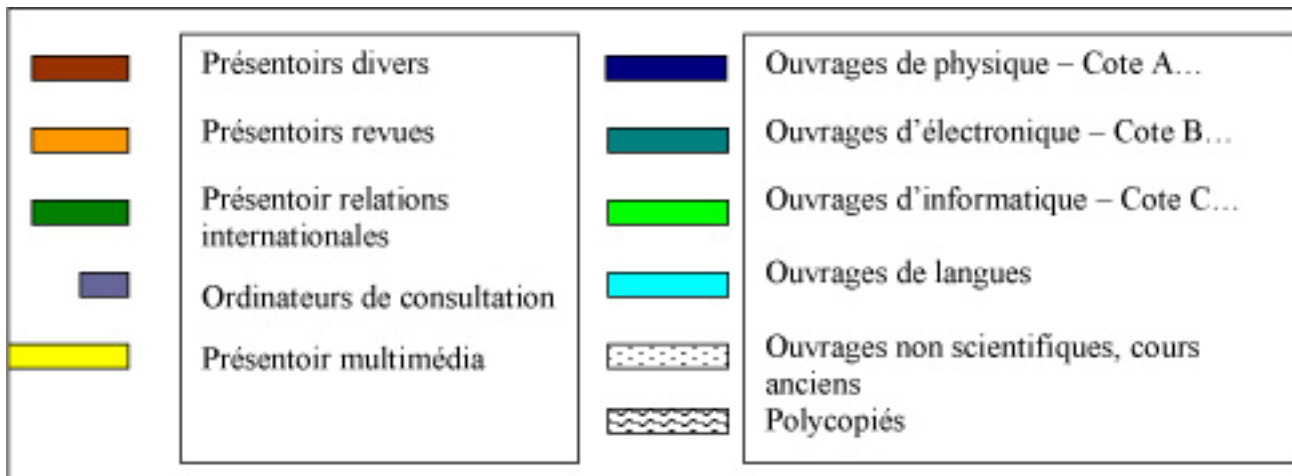 Présentoirs divers
Présentoirs revues
Présentoir relations
internationales
Ordinateurs de consultation
Présentoir multimédia
Ouvrages de physique – Cote A…
Ouvrages d’électronique – Cote B…
Ouvrages d’informatique – Cote C…
Ouvrages de langues
Ouvrages non scientifiques, cours
anciens
Polycopiés